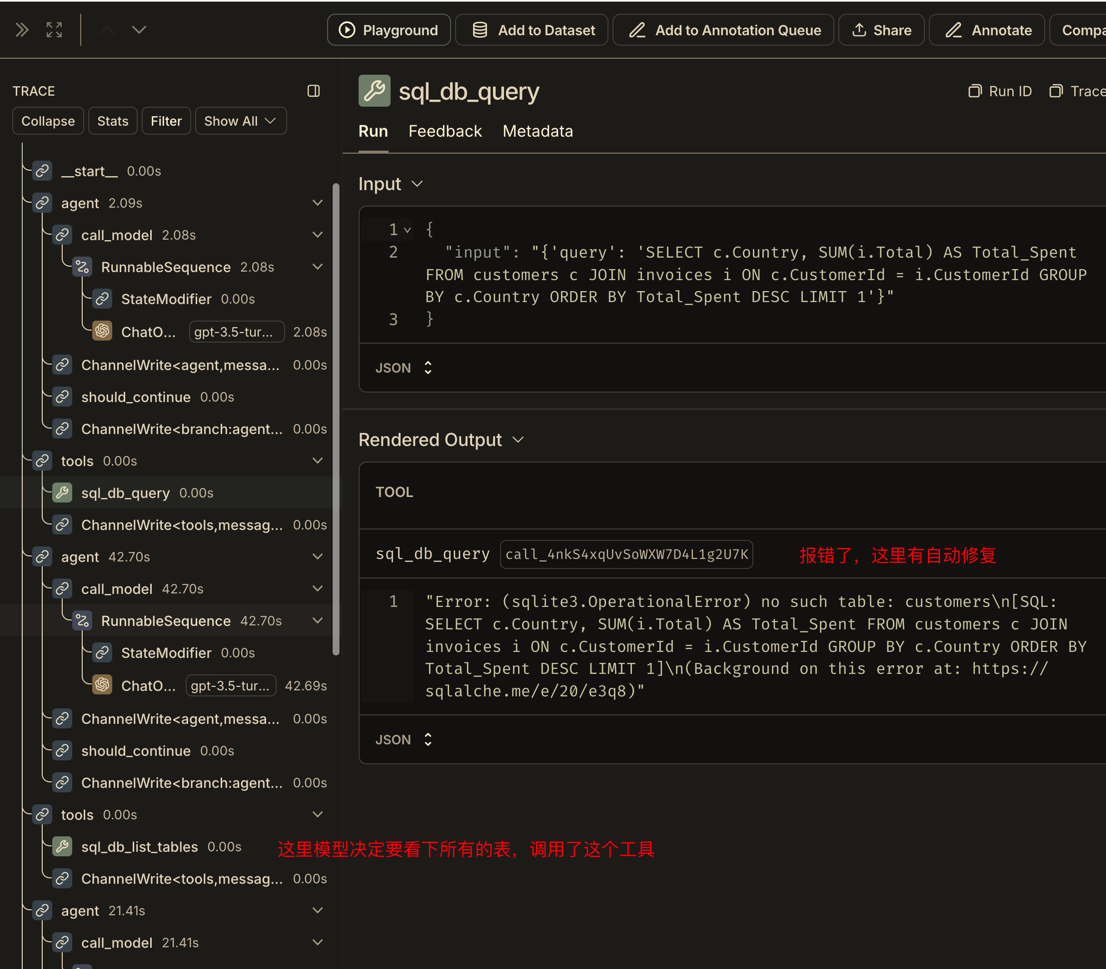 Playground
Add to Dataset
Add to Annotation Queue
Share
Annotate
Compa
TRACE
Collapse
Stats
Filter
Show All
__start__ 0.00s
agent 2.09s
call_model 2.08s
RunnableSequence 2.08s
StateModifier 0.00s
ChatO... gpt-3.5-tur... 2.08s
ChannelWrite<agent,messa... 0.00s
should_continue 0.00s
ChannelWrite<branch:agent... 0.00s
tools 0.00s
sql_db_query 0.00s
ChannelWrite<tools,messag... 0.00s
agent 42.70s
call_model 42.70s
RunnableSequence 42.70s
StateModifier 0.00s
ChatO... gpt-3.5-tur... 42.69s
ChannelWrite<agent,messa... 0.00s
should_continue 0.00s
ChannelWrite<branch:agent... 0.00s
tools 0.00s
sql_db_list_tables 0.00s
这里模型决定要看下所有的表，调用了这个工具
ChannelWrite<tools,messag... 0.00s
agent 21.41s
call_model 21.41s
sql_db_query
Run ID
Trace
Run
Feedback
Metadata
Input
1 {
2 "input": "{'query': 'SELECT c.Country, SUM(i.Total) AS Total_Spent
FROM customers c JOIN invoices i ON c.CustomerId = i.CustomerId GROUP
BY c.Country ORDER BY Total_Spent DESC LIMIT 1'}"
3 }
JSON
Rendered Output
TOOL
sql_db_query call_4nkS4xqUvSoWXW7D4L1g2U7K
报错了，这里有自动修复
1 "Error: (sqlite3.OperationalError) no such table: customers\n[SQL:
SELECT c.Country, SUM(i.Total) AS Total_Spent FROM customers c JOIN
invoices i ON c.CustomerId = i.CustomerId GROUP BY c.Country ORDER BY
Total_Spent DESC LIMIT 1]\n(Background on this error at: https://
sqlalche.me/e/20/e3q8)"
JSON